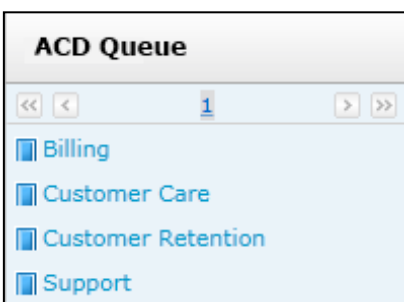 ACD Queue
<< < 1 > >>
Billing
Customer Care
Customer Retention
Support